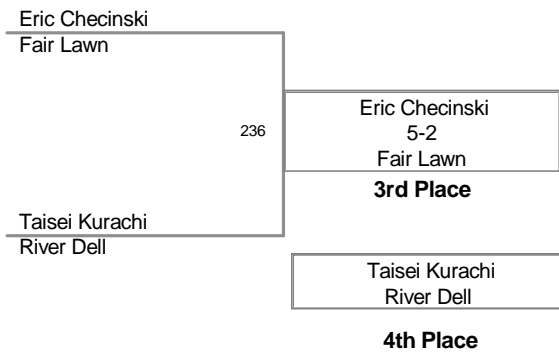 Eric Checinski
Fair Lawn
236
Eric Checinski
5-2
Fair Lawn
3rd Place
Taisei Kurachi
River Dell
Taisei Kurachi
River Dell
4th Place